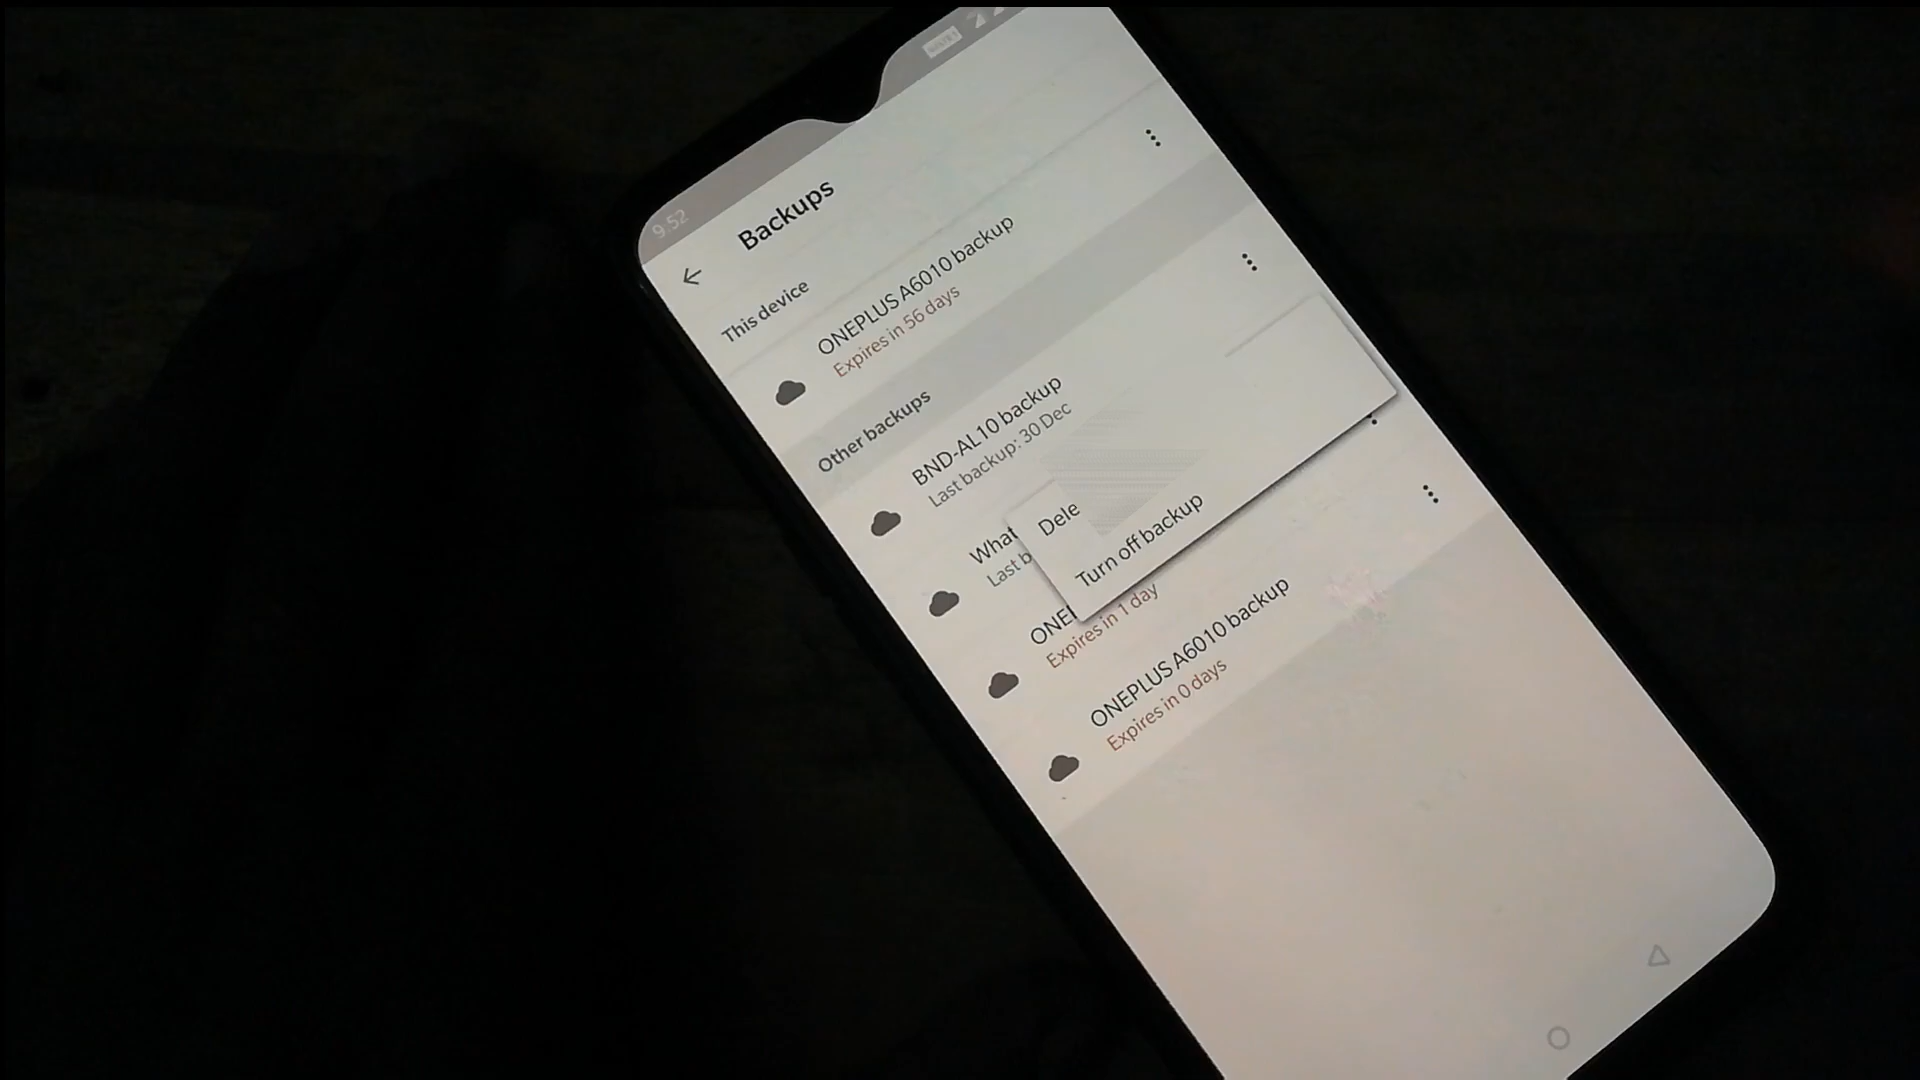 9:52
Backups
This device
ONEPLUS A6010 backup
Expires in 56 days
Other backups
BND-AL10 backup
Last backup: 30 Dec
What
Last b
Dele
Turn off backup
ONE
Expires in 1 day
ONEPLUS A6010 backup
Expires in 0 days